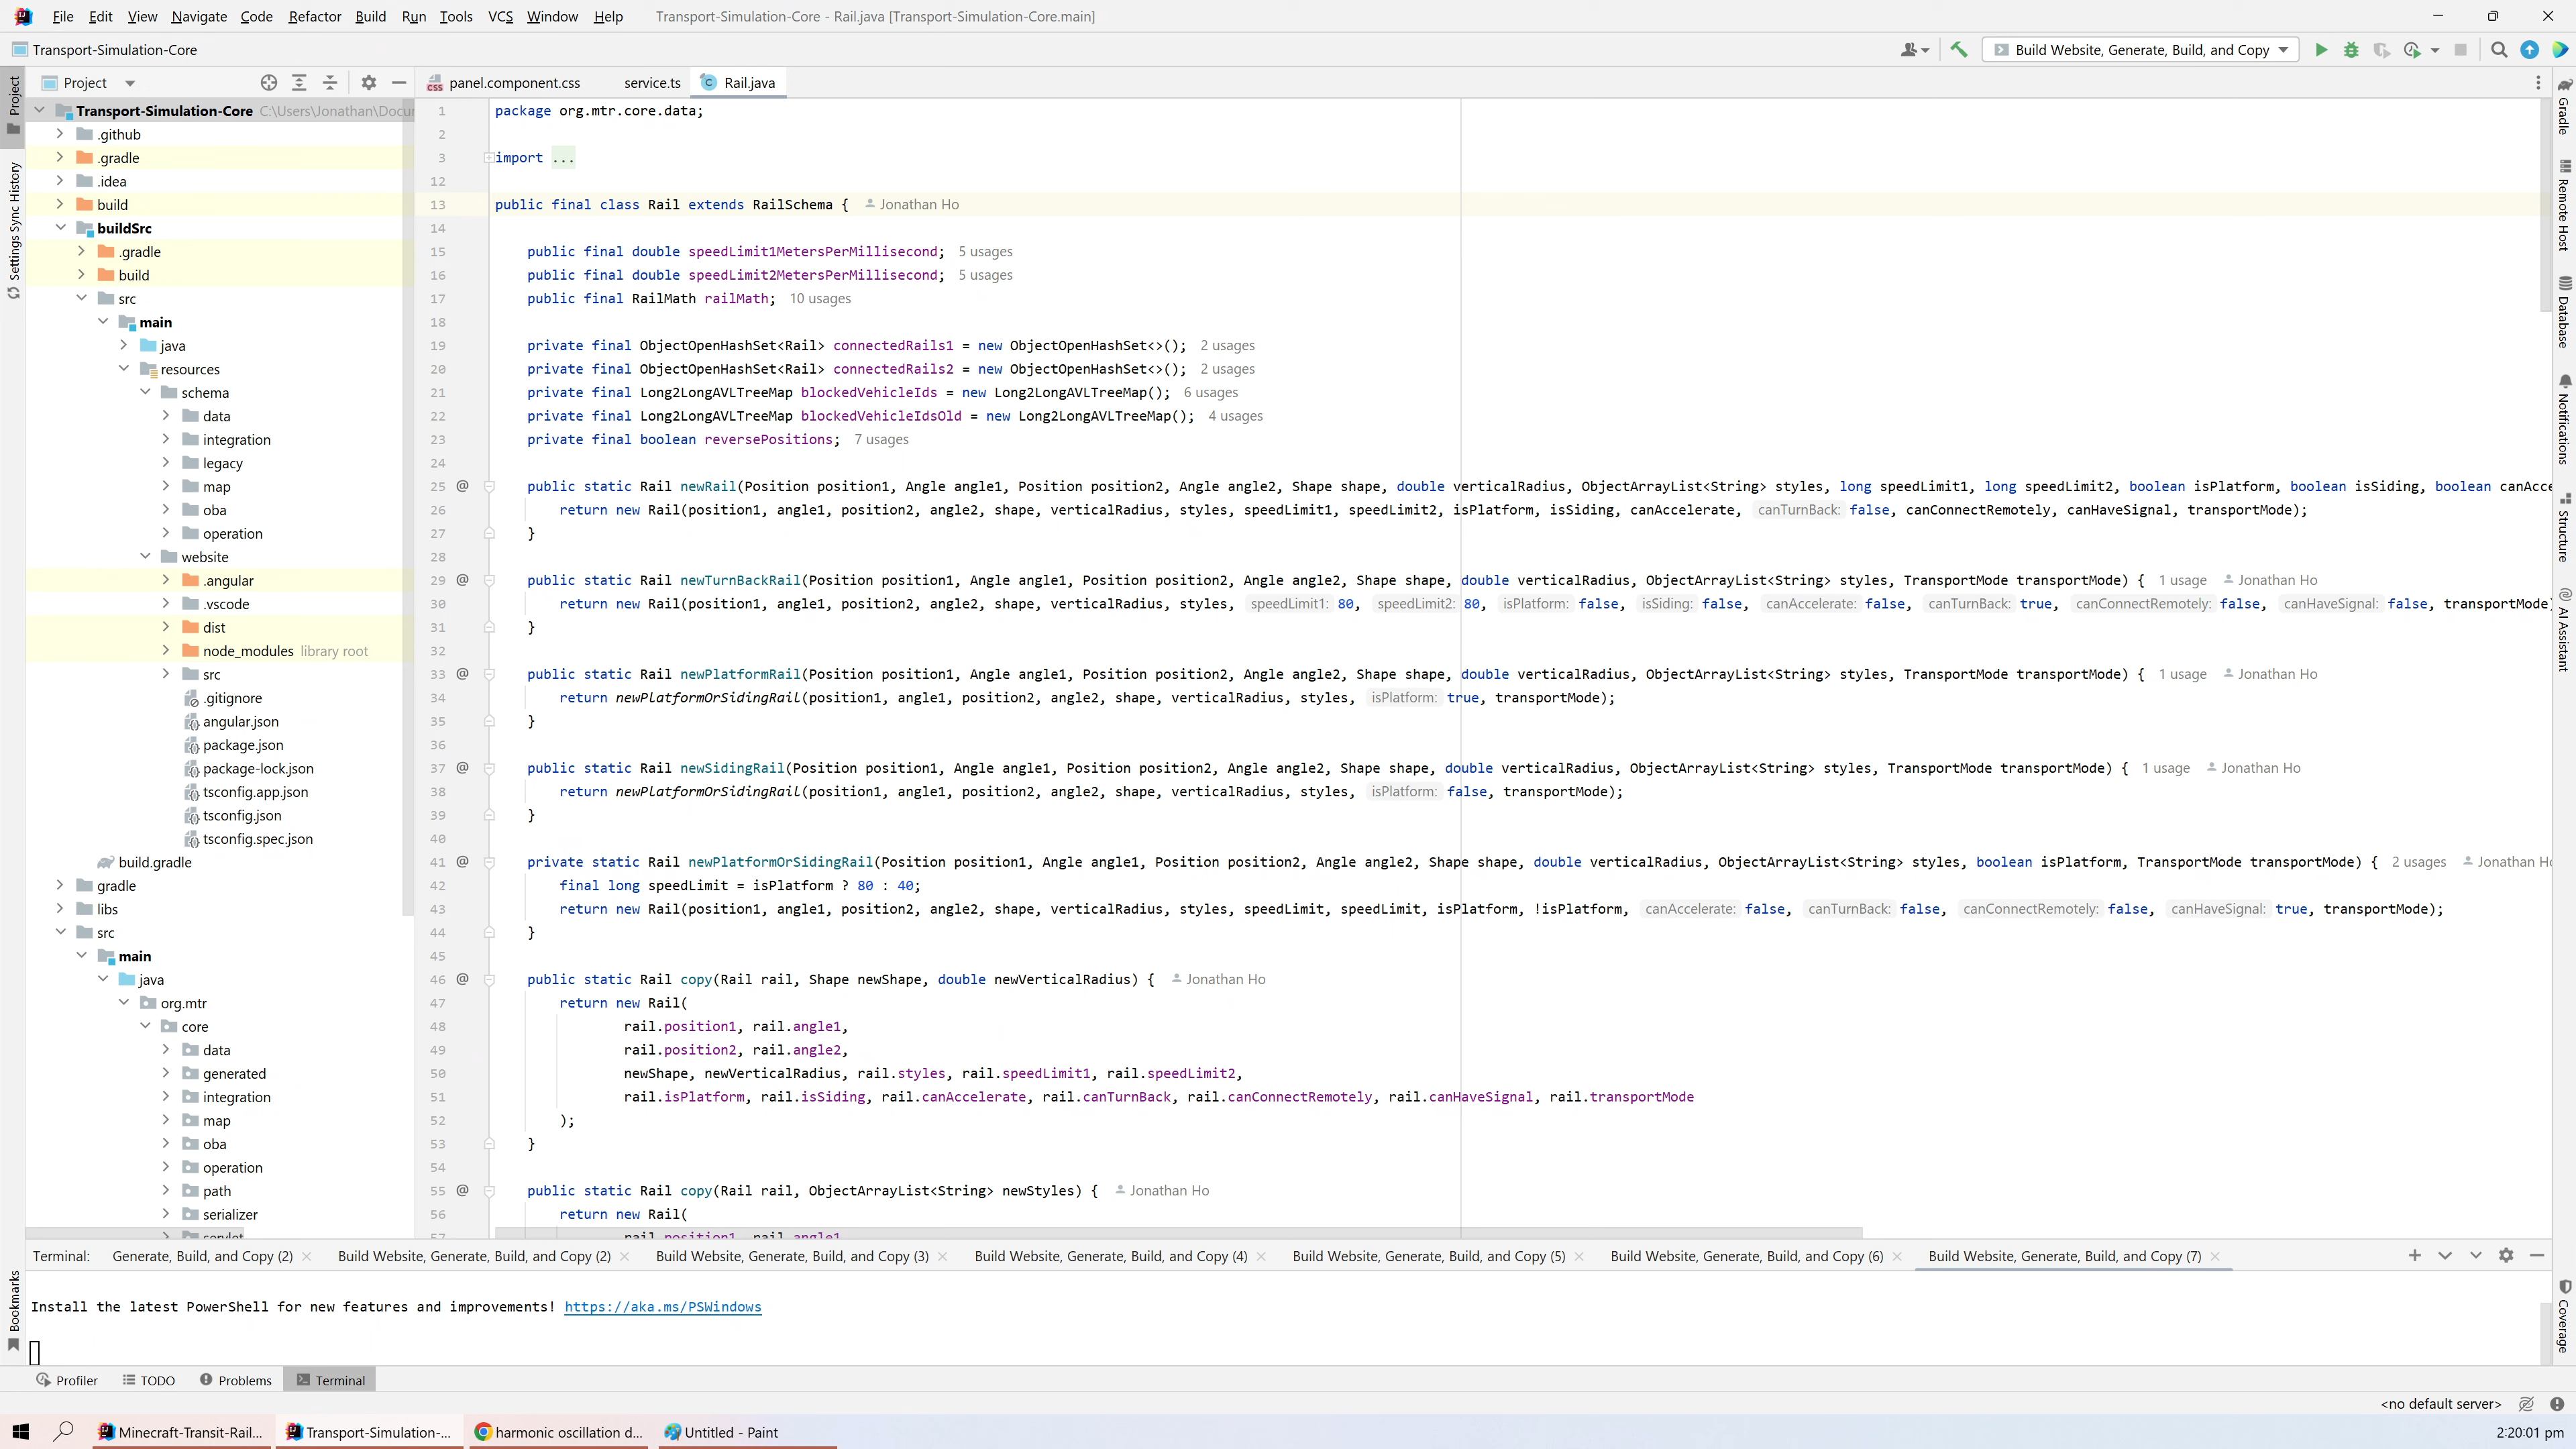 File Edit View Navigate Code Refactor Build Run Tools VCS Window Help Transport-Simulation-Core - Rail.java [Transport-Simulation-Core.main]
Transport-Simulation-Core
Build Website, Generate, Build, and Copy
Project
panel.component.css
service.ts
Rail.java
Transport-Simulation-Core C:\Users\Jonathan\Docu
.github
.gradle
.idea
build
buildSrc
.gradle
build
src
main
java
resources
schema
data
integration
legacy
map
oba
operation
website
.angular
.vscode
dist
node_modules library root
src
.gitignore
angular.json
package.json
package-lock.json
tsconfig.app.json
tsconfig.json
tsconfig.spec.json
build.gradle
gradle
libs
src
main
java
org.mtr
core
data
generated
integration
map
oba
operation
path
serializer
servlet
1 package org.mtr.core.data;
2
3 import ...
12
13 public final class Rail extends RailSchema { Jonathan Ho
14
15 public final double speedLimit1MetersPerMillisecond; 5 usages
16 public final double speedLimit2MetersPerMillisecond; 5 usages
17 public final RailMath railMath; 10 usages
18
19 private final ObjectOpenHashSet<Rail> connectedRails1 = new ObjectOpenHashSet<>(); 2 usages
20 private final ObjectOpenHashSet<Rail> connectedRails2 = new ObjectOpenHashSet<>(); 2 usages
21 private final Long2LongAVLTreeMap blockedVehicleIds = new Long2LongAVLTreeMap(); 6 usages
22 private final Long2LongAVLTreeMap blockedVehicleIdsOld = new Long2LongAVLTreeMap(); 4 usages
23 private final boolean reversePositions; 7 usages
24
25 @ public static Rail newRail(Position position1, Angle angle1, Position position2, Angle angle2, Shape shape, double verticalRadius, ObjectArrayList<String> styles, long speedLimit1, long speedLimit2, boolean isPlatform, boolean isSiding, boolean canAcce
26 return new Rail(position1, angle1, position2, angle2, shape, verticalRadius, styles, speedLimit1, speedLimit2, isPlatform, isSiding, canAccelerate, canTurnBack: false, canConnectRemotely, canHaveSignal, transportMode);
27 }
28
29 @ public static Rail newTurnBackRail(Position position1, Angle angle1, Position position2, Angle angle2, Shape shape, double verticalRadius, ObjectArrayList<String> styles, TransportMode transportMode) { 1 usage Jonathan Ho
30 return new Rail(position1, angle1, position2, angle2, shape, verticalRadius, styles, speedLimit1: 80, speedLimit2: 80, isPlatform: false, isSiding: false, canAccelerate: false, canTurnBack: true, canConnectRemotely: false, canHaveSignal: false, transportMode)
31 }
32
33 @ public static Rail newPlatformRail(Position position1, Angle angle1, Position position2, Angle angle2, Shape shape, double verticalRadius, ObjectArrayList<String> styles, TransportMode transportMode) { 1 usage Jonathan Ho
34 return newPlatformOrSidingRail(position1, angle1, position2, angle2, shape, verticalRadius, styles, isPlatform: true, transportMode);
35 }
36
37 @ public static Rail newSidingRail(Position position1, Angle angle1, Position position2, Angle angle2, Shape shape, double verticalRadius, ObjectArrayList<String> styles, TransportMode transportMode) { 1 usage Jonathan Ho
38 return newPlatformOrSidingRail(position1, angle1, position2, angle2, shape, verticalRadius, styles, isPlatform: false, transportMode);
39 }
40
41 @ private static Rail newPlatformOrSidingRail(Position position1, Angle angle1, Position position2, Angle angle2, Shape shape, double verticalRadius, ObjectArrayList<String> styles, boolean isPlatform, TransportMode transportMode) { 2 usages Jonathan Ho
42 final long speedLimit = isPlatform ? 80 : 40;
43 return new Rail(position1, angle1, position2, angle2, shape, verticalRadius, styles, speedLimit, speedLimit, isPlatform, !isPlatform, canAccelerate: false, canTurnBack: false, canConnectRemotely: false, canHaveSignal: true, transportMode);
44 }
45
46 @ public static Rail copy(Rail rail, Shape newShape, double newVerticalRadius) { Jonathan Ho
47 return new Rail(
48 rail.position1, rail.angle1,
49 rail.position2, rail.angle2,
50 newShape, newVerticalRadius, rail.styles, rail.speedLimit1, rail.speedLimit2,
51 rail.isPlatform, rail.isSiding, rail.canAccelerate, rail.canTurnBack, rail.canConnectRemotely, rail.canHaveSignal, rail.transportMode
52 );
53 }
54
55 @ public static Rail copy(Rail rail, ObjectArrayList<String> newStyles) { Jonathan Ho
56 return new Rail(
57 rail.position1, rail.angle1
Project
Settings Sync History
Bookmarks
Gradle
Remote Host
Database
Notifications
Structure
AI Assistant
Coverage
Terminal: Generate, Build, and Copy (2) Build Website, Generate, Build, and Copy (2) Build Website, Generate, Build, and Copy (3) Build Website, Generate, Build, and Copy (4) Build Website, Generate, Build, and Copy (5) Build Website, Generate, Build, and Copy (6) Build Website, Generate, Build, and Copy (7)
Install the latest PowerShell for new features and improvements! https://aka.ms/PSWindows
Profiler TODO Problems Terminal
<no default server>
Minecraft-Transit-Rail... Transport-Simulation-... harmonic oscillation d... Untitled - Paint 2:20:01 pm